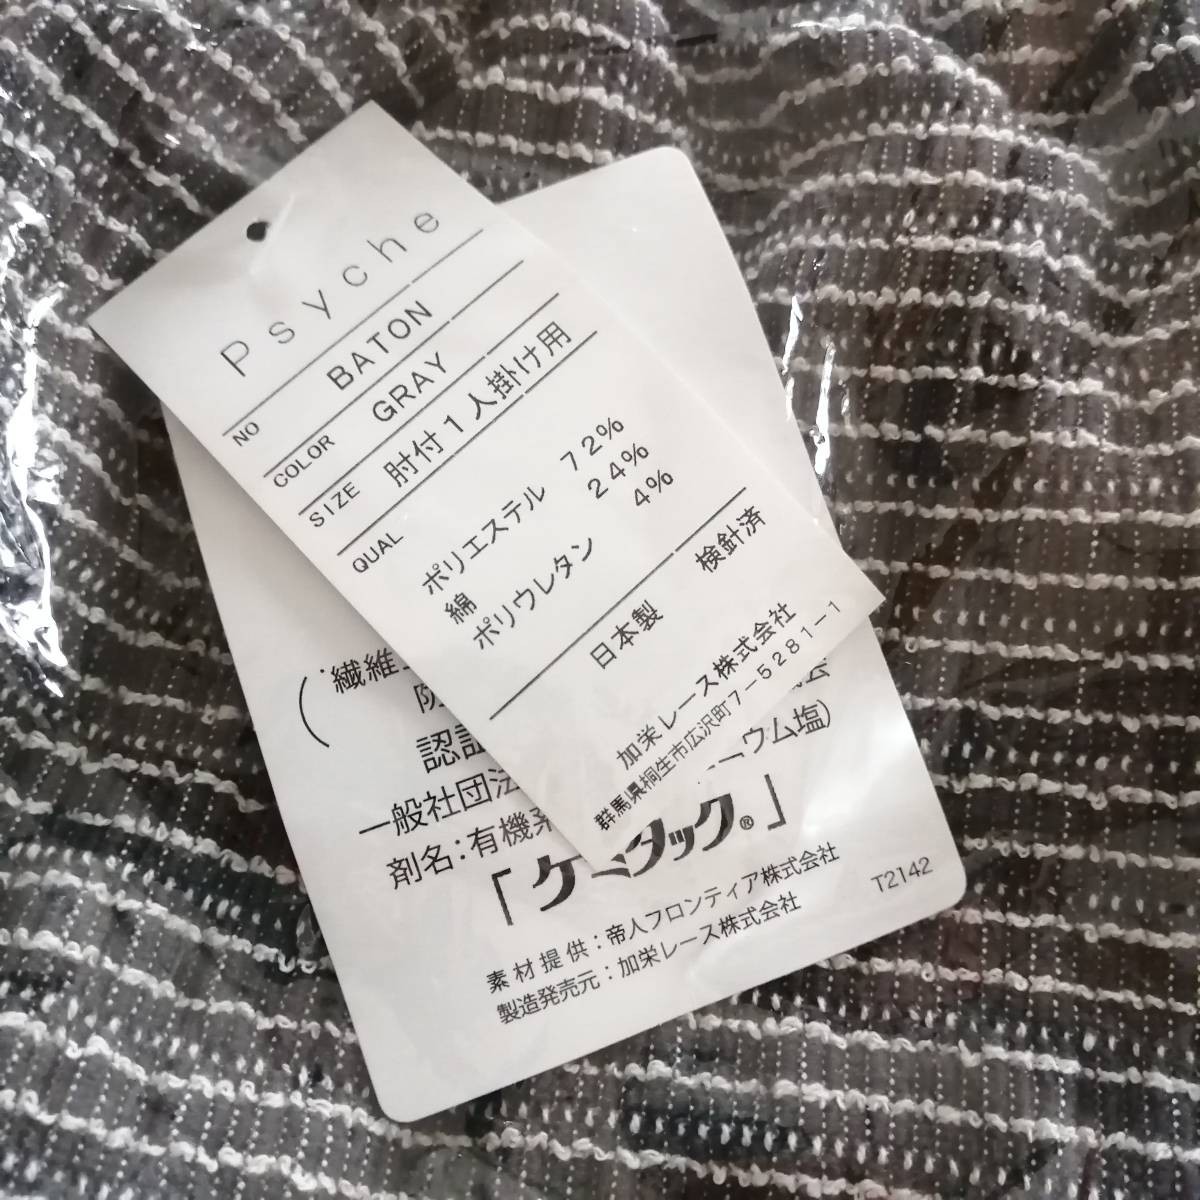 Psyche
NO BATON
COLOR GRAY
SIZE 肘付1人掛け用
QUAL
ポリエステル 72%
綿 24%
ポリウレタン 4%
日本製 検針済
加栄レース株式会社
群馬県桐生市広沢町7-5281-1
(繊維
認証
一般社団法
剤名：有機系 ニウム塩)
「ケミタック®」
素材提供：帝人フロンティア株式会社
製造発売元：加栄レース株式会社
T2142